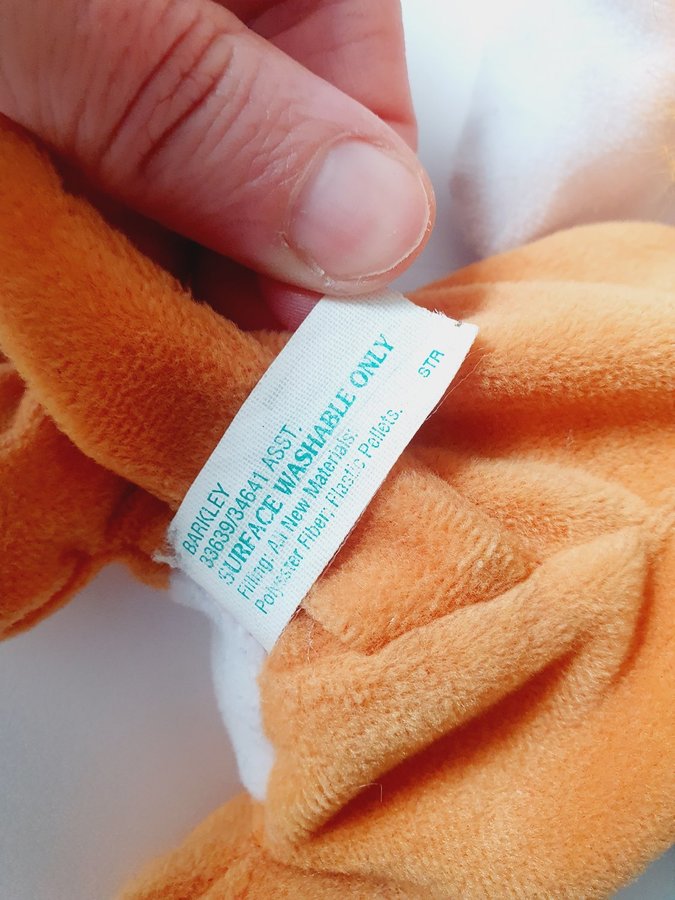 BARKLEY
33639/34641 ASST.
SURFACE WASHABLE ONLY
Filling: All New Materials:
Polyester Fiber; Plastic Pellets.
STR